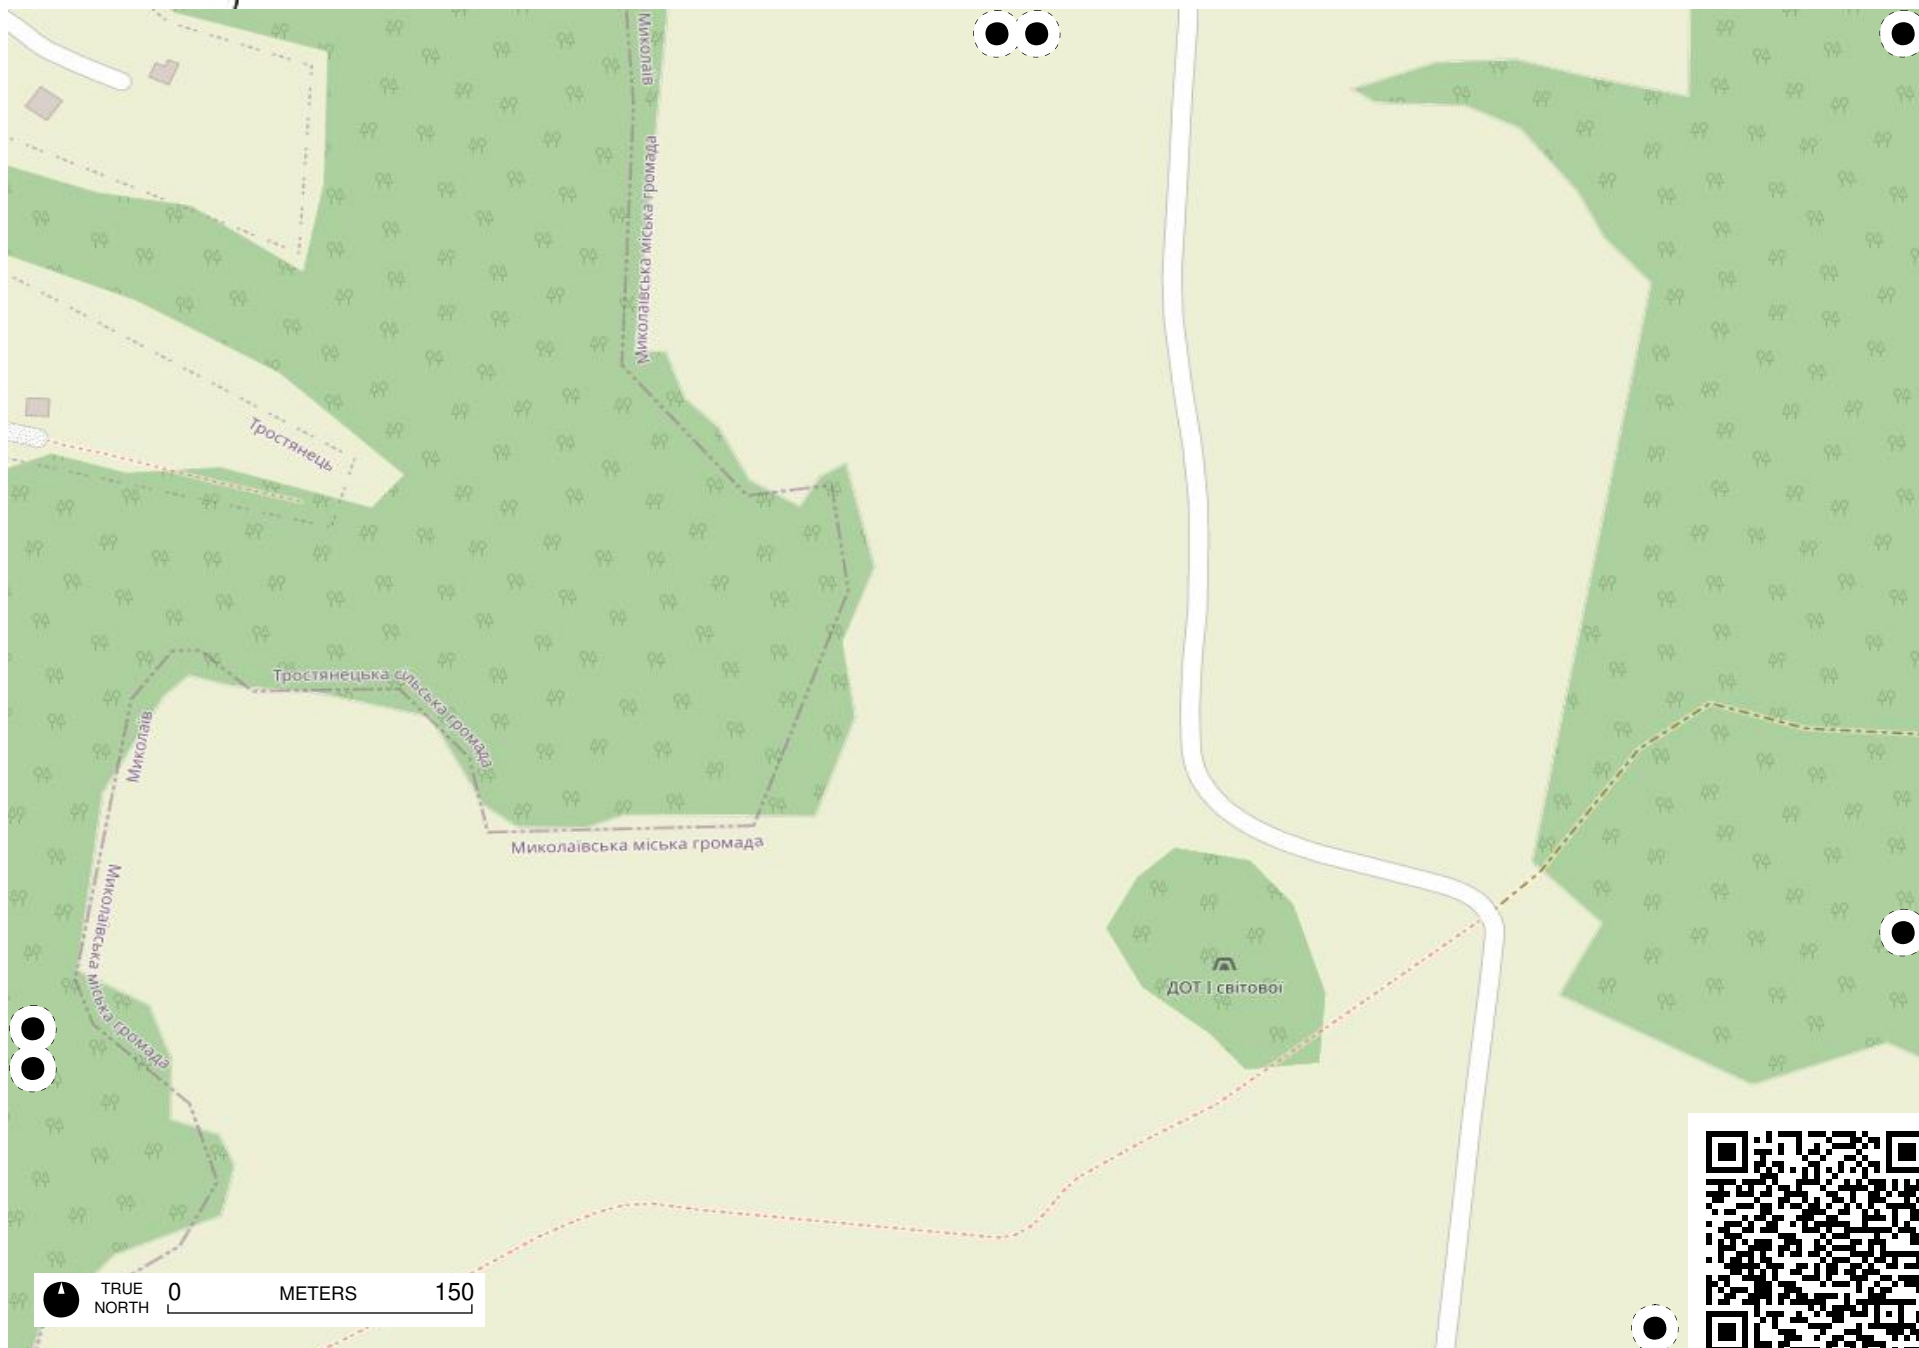 Миколаїв
Миколаївська міська громада
Тростянець
Тростянецька сільська громада
Миколаїв
Миколаївська міська громада
Миколаївська міська громада
ДОТ І світової
TRUE NORTH
0 METERS 150